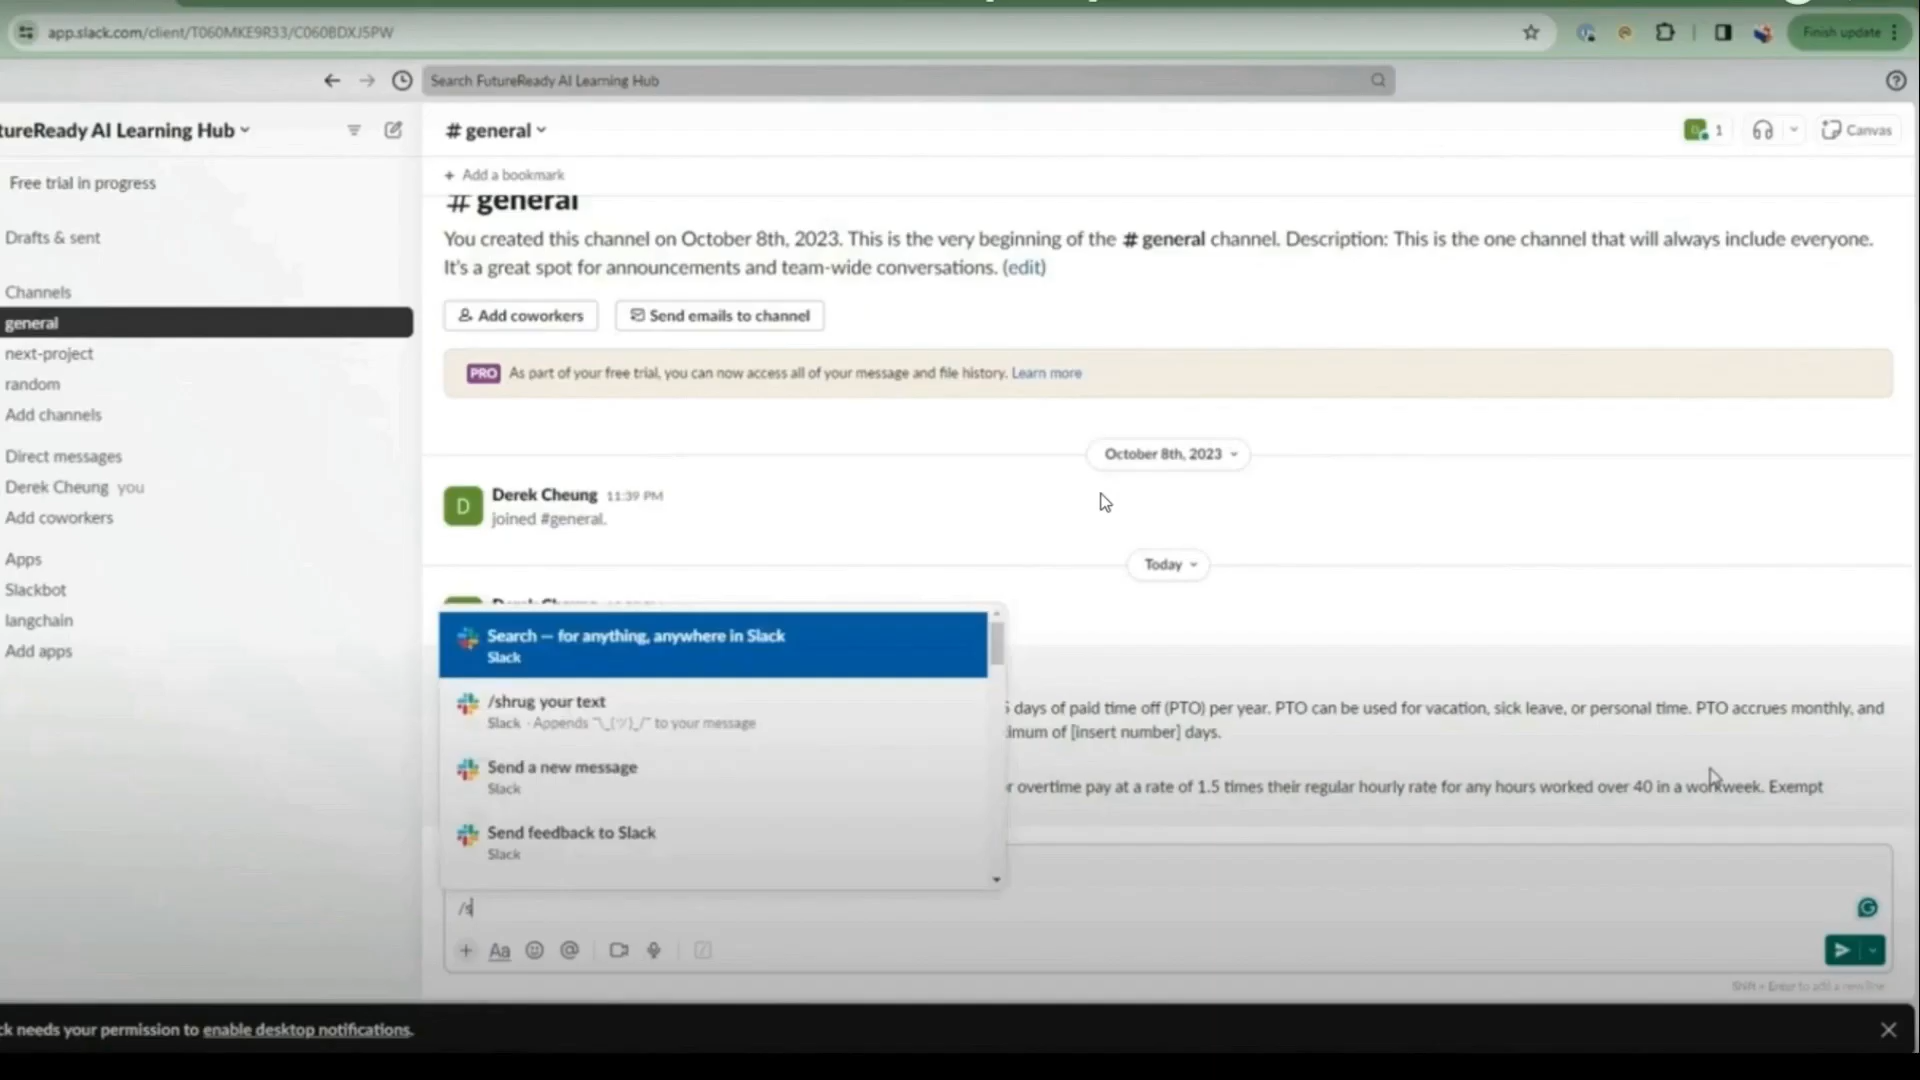 app.slack.com/client/T060MKE9R33/C060BDXJ5PW
Finish update
Search FutureReady AI Learning Hub
tureReady AI Learning Hub
# general
1
Canvas
Free trial in progress
Drafts & sent
Channels
general
next-project
random
Add channels
Direct messages
Derek Cheung you
Add coworkers
Apps
Slackbot
langchain
Add apps
+ Add a bookmark
# general
You created this channel on October 8th, 2023. This is the very beginning of the # general channel. Description: This is the one channel that will always include everyone.
It's a great spot for announcements and team-wide conversations. (edit)
Add coworkers
Send emails to channel
PRO As part of your free trial, you can now access all of your message and file history. Learn more
October 8th, 2023
D
Derek Cheung 11:39 PM
joined #general.
Today
Derek Cheung
Search — for anything, anywhere in Slack
Slack
/shrug your text
Slack · Appends "¯\_(ツ)_/¯" to your message
Send a new message
Slack
Send feedback to Slack
Slack
days of paid time off (PTO) per year. PTO can be used for vacation, sick leave, or personal time. PTO accrues monthly, and
imum of [insert number] days.
r overtime pay at a rate of 1.5 times their regular hourly rate for any hours worked over 40 in a workweek. Exempt
/s
Aa
Shift + Enter to add a new line
ck needs your permission to enable desktop notifications.